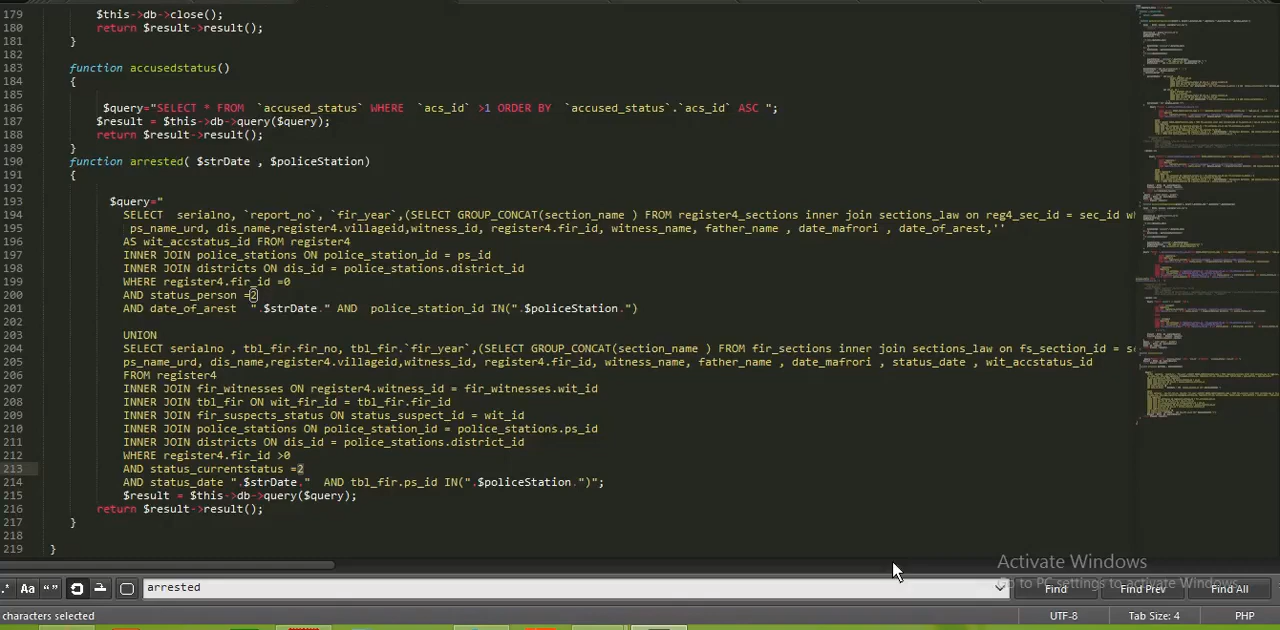 179 $this->db->close();
180 return $result->result();
181 }
182
183 function accusedstatus()
184 {
185
186 $query="SELECT * FROM `accused_status` WHERE `acs_id` >1 ORDER BY `accused_status`.`acs_id` ASC ";
187 $result = $this->db->query($query);
188 return $result->result();
189 }
190 function arrested( $strDate , $policeStation)
191 {
192
193 $query="
194 SELECT serialno, `report_no`, `fir_year`,(SELECT GROUP_CONCAT(section_name ) FROM register4_sections inner join sections_law on reg4_sec_id = sec_id w
195 ps_name_urd, dis_name,register4.villageid,witness_id, register4.fir_id, witness_name, father_name , date_mafrori , date_of_arest,''
196 AS wit_accstatus_id FROM register4
197 INNER JOIN police_stations ON police_station_id = ps_id
198 INNER JOIN districts ON dis_id = police_stations.district_id
199 WHERE register4.fir_id =0
200 AND status_person =2
201 AND date_of_arest ".$strDate." AND police_station_id IN(".$policeStation.")
202
203 UNION
204 SELECT serialno , tbl_fir.fir_no, tbl_fir.`fir_year`,(SELECT GROUP_CONCAT(section_name ) FROM fir_sections inner join sections_law on fs_section_id = s
205 ps_name_urd, dis_name,register4.villageid,witness_id, register4.fir_id, witness_name, father_name , date_mafrori , status_date , wit_accstatus_id
206 FROM register4
207 INNER JOIN fir_witnesses ON register4.witness_id = fir_witnesses.wit_id
208 INNER JOIN tbl_fir ON wit_fir_id = tbl_fir.fir_id
209 INNER JOIN fir_suspects_status ON status_suspect_id = wit_id
210 INNER JOIN police_stations ON police_station_id = police_stations.ps_id
211 INNER JOIN districts ON dis_id = police_stations.district_id
212 WHERE register4.fir_id >0
213 AND status_currentstatus =2
214 AND status_date ".$strDate." AND tbl_fir.ps_id IN(".$policeStation.")";
215 $result = $this->db->query($query);
216 return $result->result();
217 }
218
219 }
Activate Windows
Go to PC settings to activate Windows.
.* Aa “” arrested Find Find Prev Find All
characters selected UTF-8 Tab Size: 4 PHP